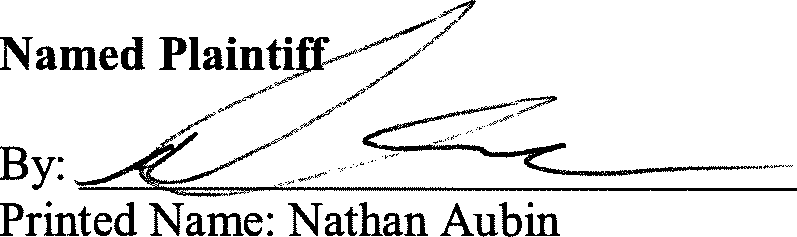 Named Plaintiff
By:
Printed Name: Nathan Aubin